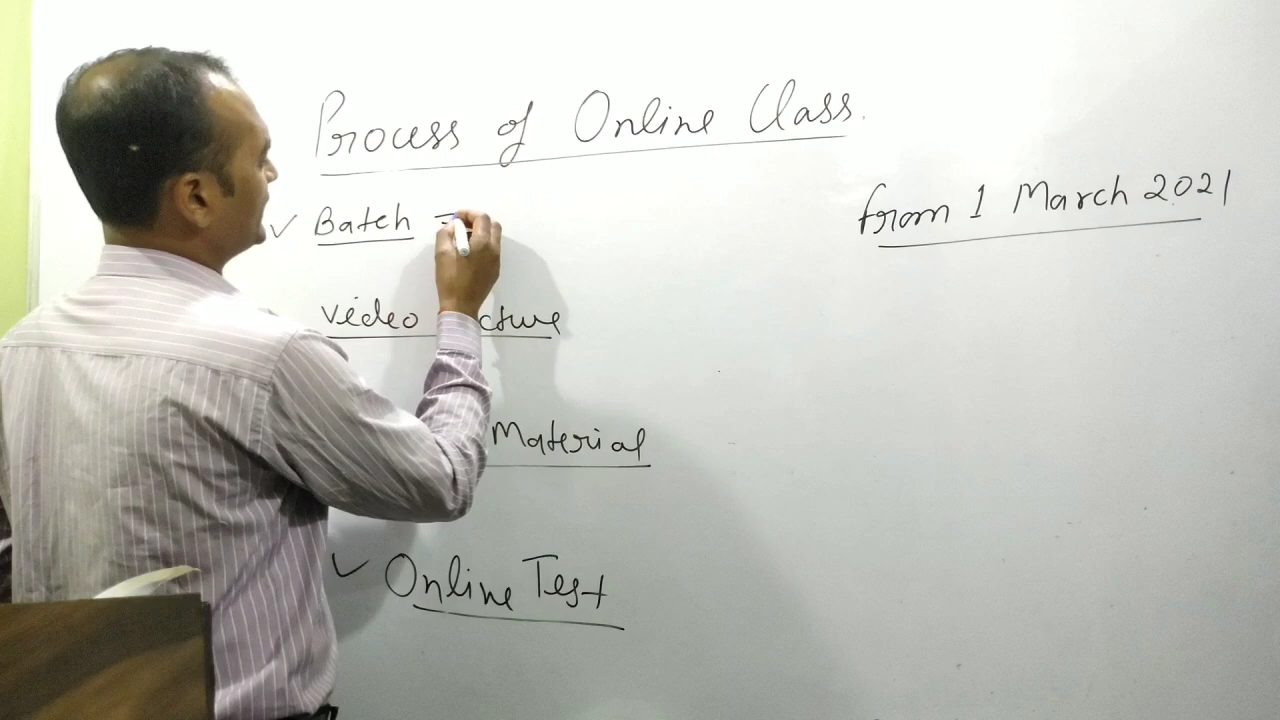 Process of Online Class.
from 1 March 2021
✓ Batch
Video
Material
✓ Online Test